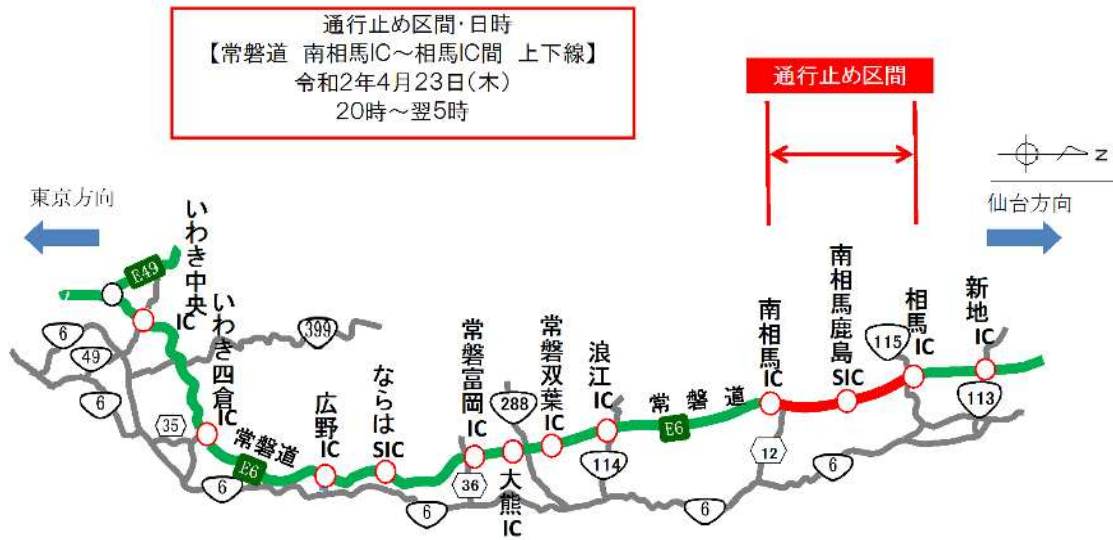 通行止め区間・日時
【常磐道 南相馬IC～相馬IC間 上下線】
令和2年4月23日(木)
20時～翌5時
通行止め区間
N
東京方向
仙台方向
いわき中央IC
E49
いわき四倉IC
399
6
49
6
35
常磐道
E6
6
広野IC
ならはSIC
常磐富岡IC
36
6
大熊IC
288
常磐双葉IC
浪江IC
114
常磐道
E6
6
南相馬IC
12
6
南相馬鹿島SIC
115
相馬IC
新地IC
113